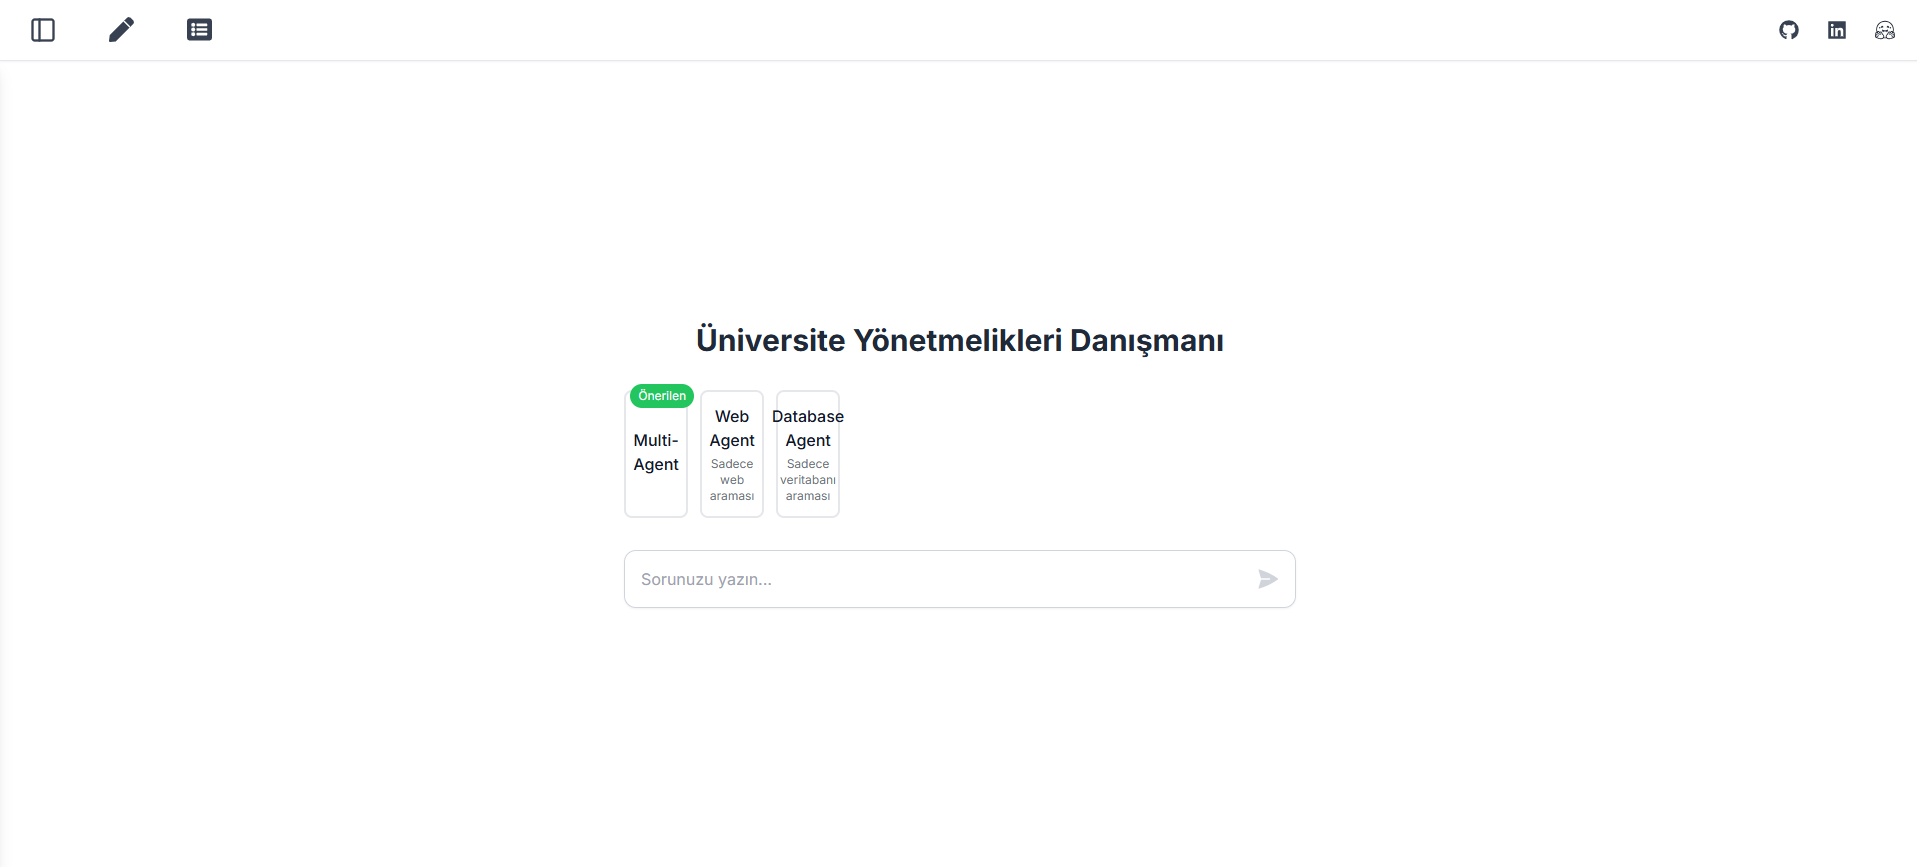 Üniversite Yönetmelikleri Danışmanı
Önerilen
Multi-
Agent
Web
Agent
Sadece
web
araması
Database
Agent
Sadece
veritabanı
araması
Sorunuzu yazın...